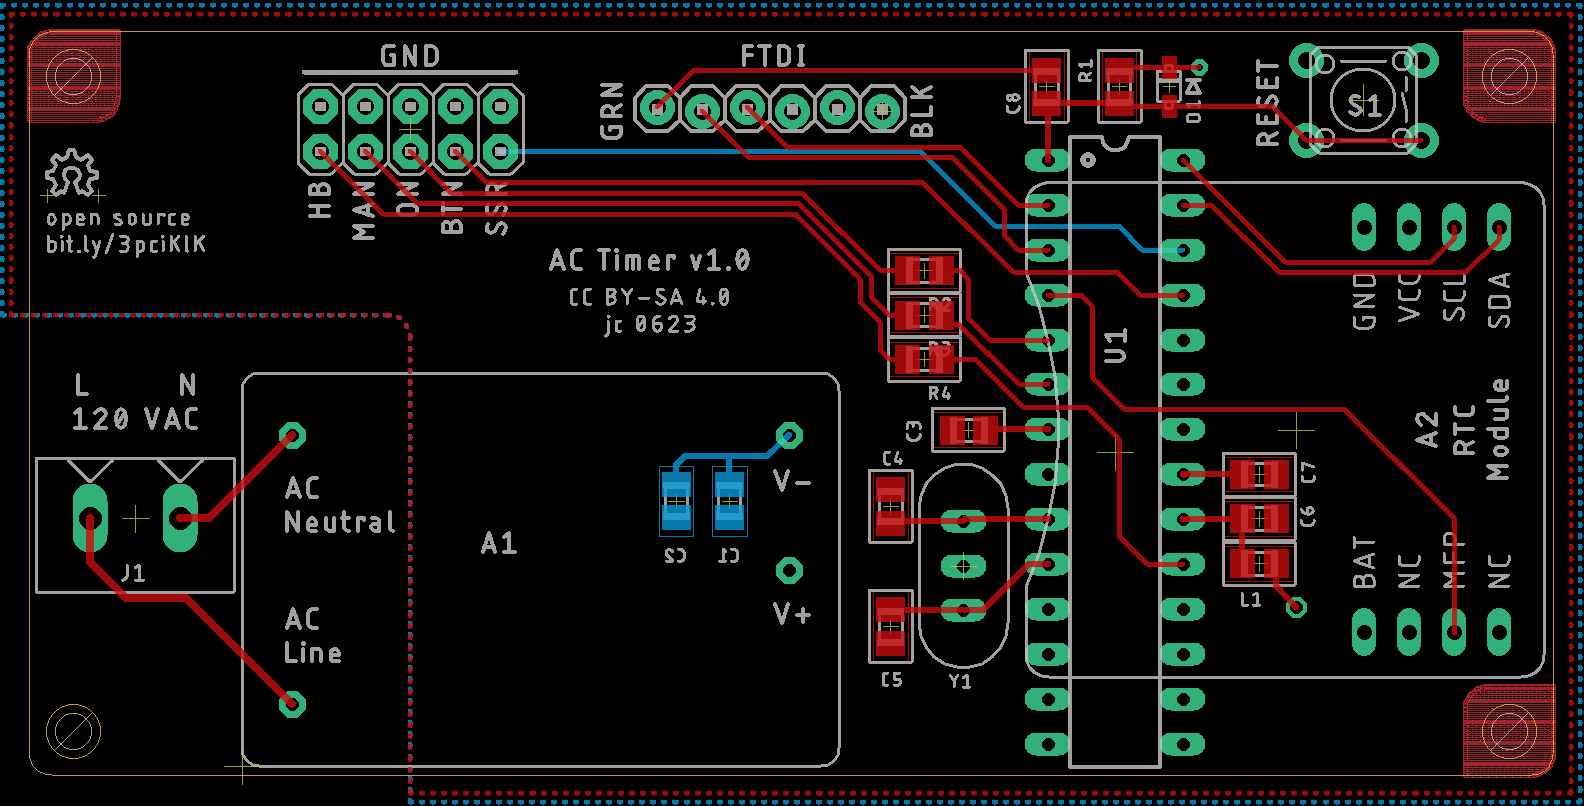 GND
FTDI
GRN
BLK
C8
R1
D1
RESET
S1
HB
MAN
ON
BTN
SSR
open source
bit.ly/3pciKlK
AC Timer v1.0
CC BY-SA 4.0
jc 0623
R2
R3
R4
U1
GND
VCC
SCL
SDA
L N
120 VAC
J1
AC
Neutral
AC
Line
A1
C2
C1
V-
V+
C3
C4
C5
Y1
C7
C6
L1
A2
RTC
Module
BAT
NC
MFP
NC